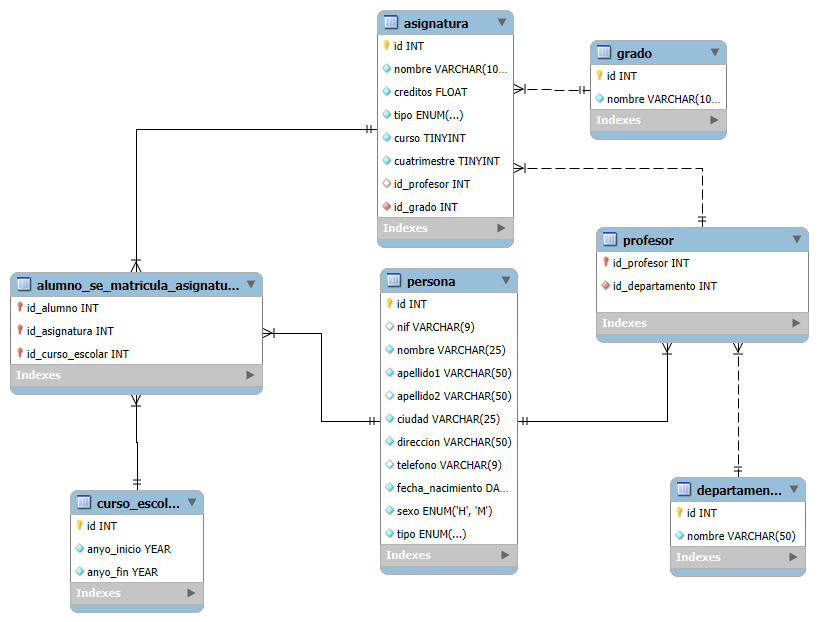 asignatura
id INT
nombre VARCHAR(10...
creditos FLOAT
tipo ENUM(...)
curso TINYINT
cuatrimestre TINYINT
id_profesor INT
id_grado INT
Indexes
grado
id INT
nombre VARCHAR(10...
Indexes
profesor
id_profesor INT
id_departamento INT
Indexes
alumno_se_matricula_asignatu...
id_alumno INT
id_asignatura INT
id_curso_escolar INT
Indexes
persona
id INT
nif VARCHAR(9)
nombre VARCHAR(25)
apellido1 VARCHAR(50)
apellido2 VARCHAR(50)
ciudad VARCHAR(25)
direccion VARCHAR(50)
telefono VARCHAR(9)
fecha_nacimiento DA...
sexo ENUM('H', 'M')
tipo ENUM(...)
Indexes
curso_escol...
id INT
anyo_inicio YEAR
anyo_fin YEAR
Indexes
departamen...
id INT
nombre VARCHAR(50)
Indexes